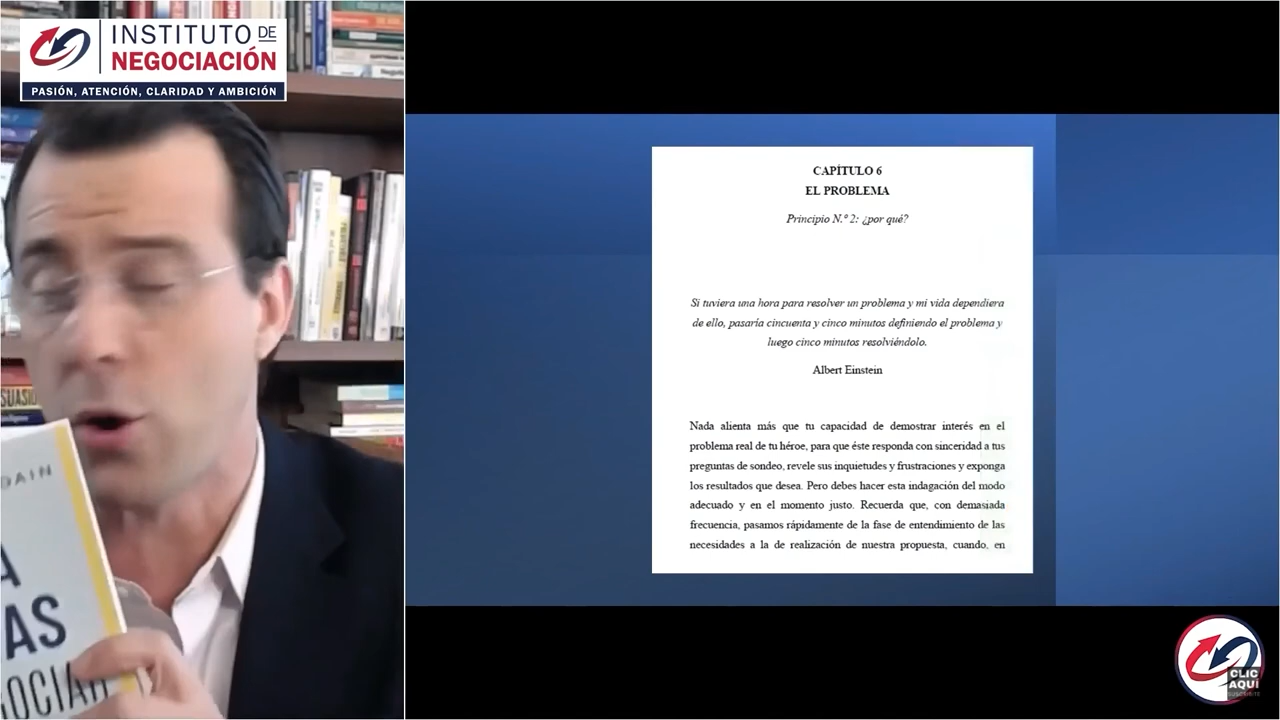 INSTITUTO DE
NEGOCIACIÓN
PASIÓN, ATENCIÓN, CLARIDAD Y AMBICIÓN
DAIN
A
AS
OCIAR
CAPÍTULO 6
EL PROBLEMA
Principio N.º 2: ¿por qué?
Si tuviera una hora para resolver un problema y mi vida dependiera
de ello, pasaría cincuenta y cinco minutos definiendo el problema y
luego cinco minutos resolviéndolo.
Albert Einstein
Nada alienta más que tu capacidad de demostrar interés en el
problema real de tu héroe, para que éste responda con sinceridad a tus
preguntas de sondeo, revele sus inquietudes y frustraciones y exponga
los resultados que desea. Pero debes hacer esta indagación del modo
adecuado y en el momento justo. Recuerda que, con demasiada
frecuencia, pasamos rápidamente de la fase de entendimiento de las
necesidades a la de realización de nuestra propuesta, cuando, en
CLIC
AQUÍ